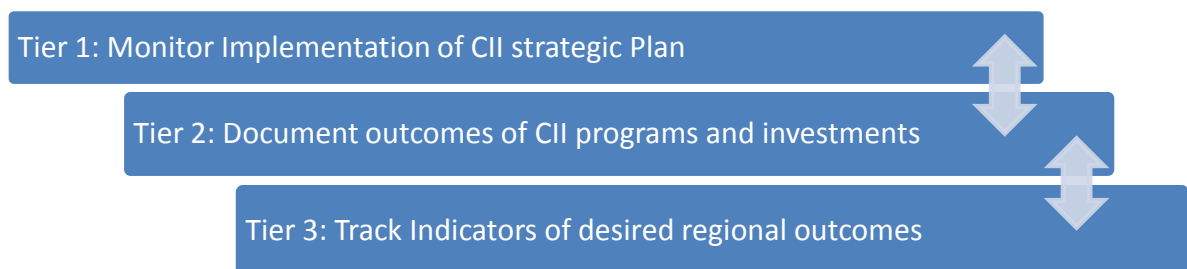 Tier 1: Monitor Implementation of CII strategic Plan
Tier 2: Document outcomes of CII programs and investments
Tier 3: Track Indicators of desired regional outcomes